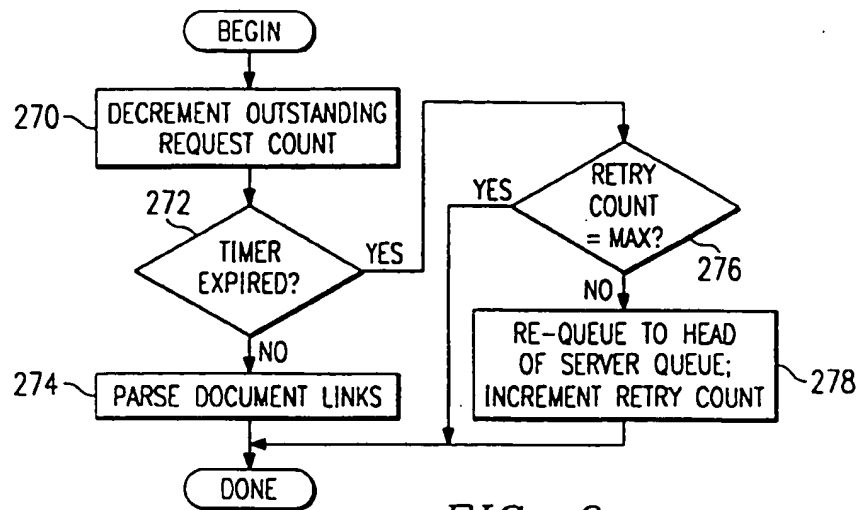 BEGIN
270
DECREMENT OUTSTANDING
REQUEST COUNT
272
TIMER
EXPIRED?
YES
NO
274
PARSE DOCUMENT LINKS
DONE
RETRY
COUNT
= MAX?
YES
276
NO
RE-QUEUE TO HEAD
OF SERVER QUEUE;
INCREMENT RETRY COUNT
278